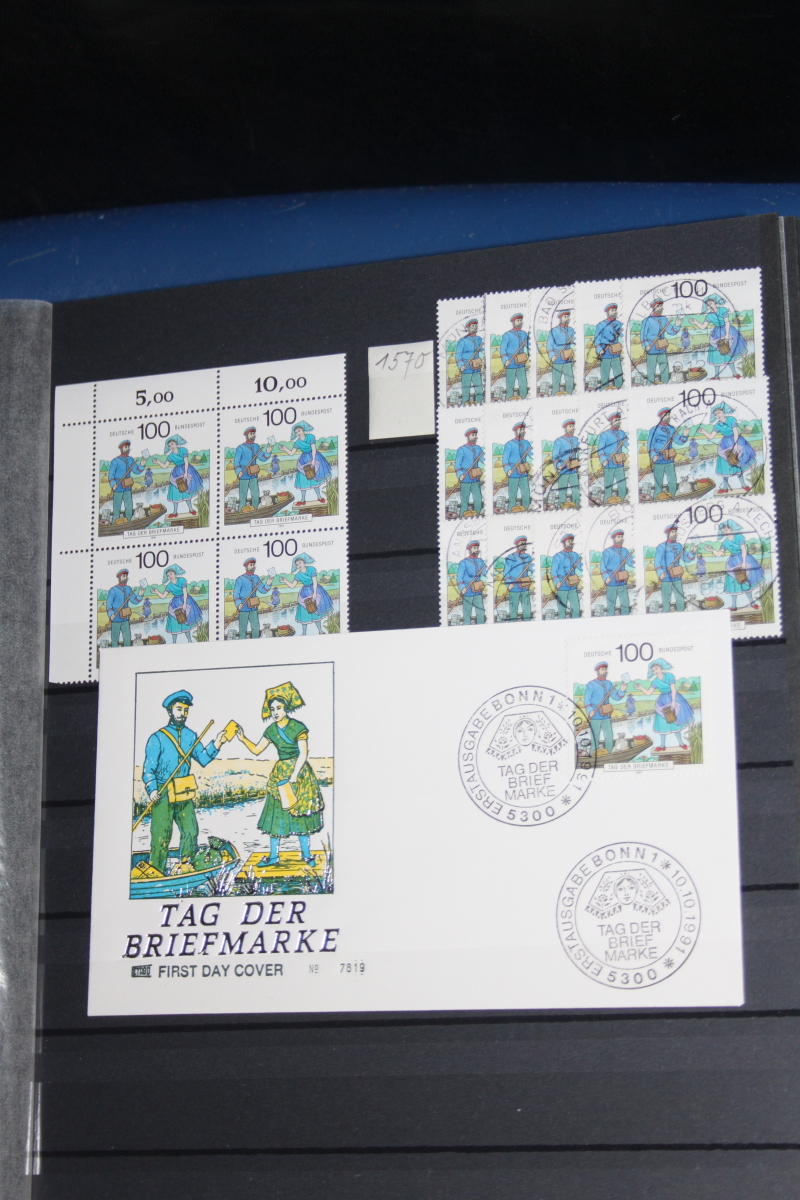 5,00 10,00
DEUTSCHE 100 BUNDESPOST
TAG DER BRIEFMARKE
DEUTSCHE 100 BUNDESPOST
TAG DER BRIEFMARKE
DEUTSCHE 100 BUNDESPOST
DEUTSCHE 100 BUNDESPOST
1570
DEUTSCHE
DEUTSCHE
100 BUNDESPOST
100
100
DEUTSCHE 100 BUNDESPOST
TAG DER BRIEFMARKE
ERSTAUSGABE BONN 1 * 10.10.1991 *
TAG DER
BRIEF
MARKE
5300
ERSTAUSGABE BONN 1 * 10.10.1991 *
TAG DER
BRIEF
MARKE
5300
TAG DER
BRIEFMARKE
FIRST DAY COVER No 7819